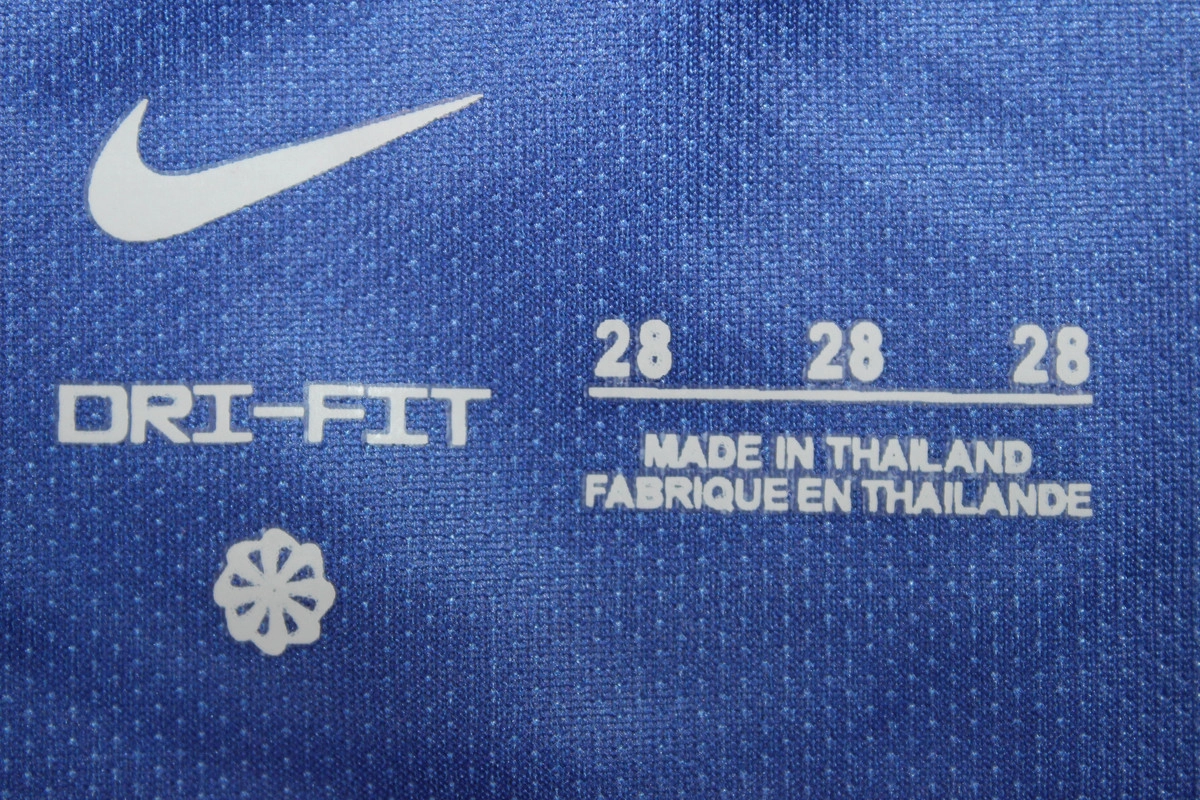 DRI-FIT
28 28 28
MADE IN THAILAND
FABRIQUE EN THAILANDE